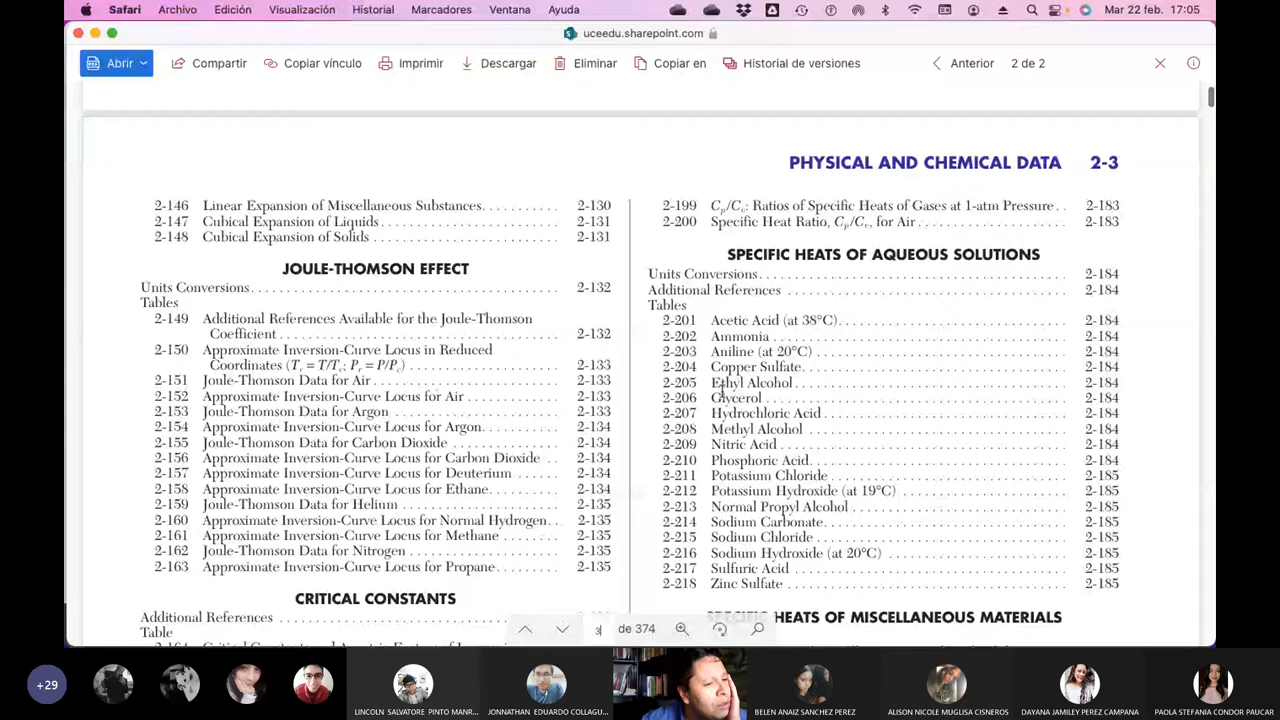 Safari Archivo Edición Visualización Historial Marcadores Ventana Ayuda Mar 22 feb. 17:05
uceedu.sharepoint.com
Abrir Compartir Copiar vínculo Imprimir Descargar Eliminar Copiar en Historial de versiones Anterior 2 de 2
PHYSICAL AND CHEMICAL DATA 2-3
2-146 Linear Expansion of Miscellaneous Substances. . . . . . . . . . . 2-130
2-147 Cubical Expansion of Liquids. . . . . . . . . . . . . . . . . . . . . . . . . 2-131
2-148 Cubical Expansion of Solids . . . . . . . . . . . . . . . . . . . . . . . . . . 2-131
JOULE-THOMSON EFFECT
Units Conversions. . . . . . . . . . . . . . . . . . . . . . . . . . . . . . . . . . . . . . . . . . . 2-132
Tables
2-149 Additional References Available for the Joule-Thomson
Coefficient . . . . . . . . . . . . . . . . . . . . . . . . . . . . . . . . . . . . . . 2-132
2-150 Approximate Inversion-Curve Locus in Reduced
Coordinates (Tr = T/Tc; Pr = P/Pc) . . . . . . . . . . . . . . . . . . . . . 2-133
2-151 Joule-Thomson Data for Air . . . . . . . . . . . . . . . . . . . . . . . . . . 2-133
2-152 Approximate Inversion-Curve Locus for Air . . . . . . . . . . . . . 2-133
2-153 Joule-Thomson Data for Argon . . . . . . . . . . . . . . . . . . . . . . . 2-133
2-154 Approximate Inversion-Curve Locus for Argon. . . . . . . . . . . 2-134
2-155 Joule-Thomson Data for Carbon Dioxide . . . . . . . . . . . . . . . 2-134
2-156 Approximate Inversion-Curve Locus for Carbon Dioxide . . 2-134
2-157 Approximate Inversion-Curve Locus for Deuterium . . . . . . 2-134
2-158 Approximate Inversion-Curve Locus for Ethane. . . . . . . . . . 2-134
2-159 Joule-Thomson Data for Helium . . . . . . . . . . . . . . . . . . . . . . 2-135
2-160 Approximate Inversion-Curve Locus for Normal Hydrogen. . 2-135
2-161 Approximate Inversion-Curve Locus for Methane . . . . . . . . . 2-135
2-162 Joule-Thomson Data for Nitrogen . . . . . . . . . . . . . . . . . . . . . 2-135
2-163 Approximate Inversion-Curve Locus for Propane. . . . . . . . . 2-135
CRITICAL CONSTANTS
Additional References . . . . . . . . . . . . . . . . . . . . . . . . . . .
Table
2-199 Cp/Cv: Ratios of Specific Heats of Gases at 1-atm Pressure. . 2-183
2-200 Specific Heat Ratio, Cp/Cv, for Air . . . . . . . . . . . . . . . . . . . . . 2-183
SPECIFIC HEATS OF AQUEOUS SOLUTIONS
Units Conversions. . . . . . . . . . . . . . . . . . . . . . . . . . . . . . . . . . . . . . . . . . . 2-184
Additional References . . . . . . . . . . . . . . . . . . . . . . . . . . . . . . . . . . . . . . . 2-184
Tables
2-201 Acetic Acid (at 38°C). . . . . . . . . . . . . . . . . . . . . . . . . . . . . . . . 2-184
2-202 Ammonia . . . . . . . . . . . . . . . . . . . . . . . . . . . . . . . . . . . . . . . . . 2-184
2-203 Aniline (at 20°C) . . . . . . . . . . . . . . . . . . . . . . . . . . . . . . . . . . . 2-184
2-204 Copper Sulfate. . . . . . . . . . . . . . . . . . . . . . . . . . . . . . . . . . . . . 2-184
2-205 Ethyl Alcohol . . . . . . . . . . . . . . . . . . . . . . . . . . . . . . . . . . . . . . 2-184
2-206 Glycerol . . . . . . . . . . . . . . . . . . . . . . . . . . . . . . . . . . . . . . . . . . 2-184
2-207 Hydrochloric Acid . . . . . . . . . . . . . . . . . . . . . . . . . . . . . . . . . . 2-184
2-208 Methyl Alcohol . . . . . . . . . . . . . . . . . . . . . . . . . . . . . . . . . . . . 2-184
2-209 Nitric Acid . . . . . . . . . . . . . . . . . . . . . . . . . . . . . . . . . . . . . . . . 2-184
2-210 Phosphoric Acid. . . . . . . . . . . . . . . . . . . . . . . . . . . . . . . . . . . . 2-184
2-211 Potassium Chloride . . . . . . . . . . . . . . . . . . . . . . . . . . . . . . . . . 2-185
2-212 Potassium Hydroxide (at 19°C) . . . . . . . . . . . . . . . . . . . . . . . 2-185
2-213 Normal Propyl Alcohol . . . . . . . . . . . . . . . . . . . . . . . . . . . . . . 2-185
2-214 Sodium Carbonate. . . . . . . . . . . . . . . . . . . . . . . . . . . . . . . . . . 2-185
2-215 Sodium Chloride . . . . . . . . . . . . . . . . . . . . . . . . . . . . . . . . . . . 2-185
2-216 Sodium Hydroxide (at 20°C) . . . . . . . . . . . . . . . . . . . . . . . . . 2-185
2-217 Sulfuric Acid . . . . . . . . . . . . . . . . . . . . . . . . . . . . . . . . . . . . . . 2-185
2-218 Zinc Sulfate . . . . . . . . . . . . . . . . . . . . . . . . . . . . . . . . . . . . . . . 2-185
HEATS OF MISCELLANEOUS MATERIALS
3 de 374
+29
LINCOLN SALVATORE PINTO MANR... JONNATHAN EDUARDO COLLAGU... BELEN ANAIZ SANCHEZ PEREZ ALISON NICOLE MUGLISA CISNEROS DAYANA JAMILEY PEREZ CAMPANA PAOLA STEFANIA CONDOR PAUCAR